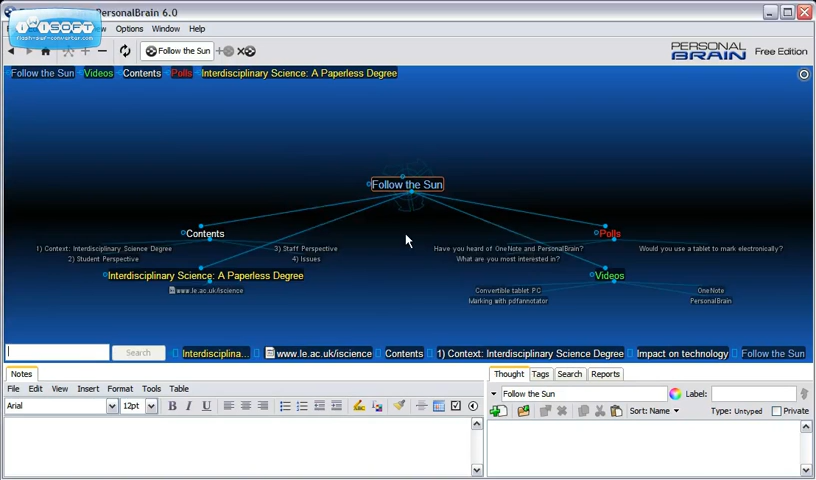 PersonalBrain 6.0
iWiSOFT
flash-swf-converter.com
Options Window Help
Follow the Sun
PERSONAL BRAIN Free Edition
Follow the Sun Videos Contents Polls Interdisciplinary Science: A Paperless Degree
Follow the Sun
Contents
Polls
1) Context: Interdisciplinary Science Degree
3) Staff Perspective
Have you heard of OneNote and PersonalBrain?
Would you use a tablet to mark electronically?
2) Student Perspective
4) Issues
What are you most interested in?
Interdisciplinary Science: A Paperless Degree
Videos
www.le.ac.uk/iscience
Convertible tablet PC
OneNote
Marking with pdfannotator
PersonalBrain
Search
Interdisciplina... www.le.ac.uk/iscience Contents 1) Context: Interdisciplinary Science Degree Impact on technology Follow the Sun
Notes
Thought Tags Search Reports
File Edit View Insert Format Tools Table
Follow the Sun Label:
Arial 12pt B I U
Sort: Name Type: Untyped Private